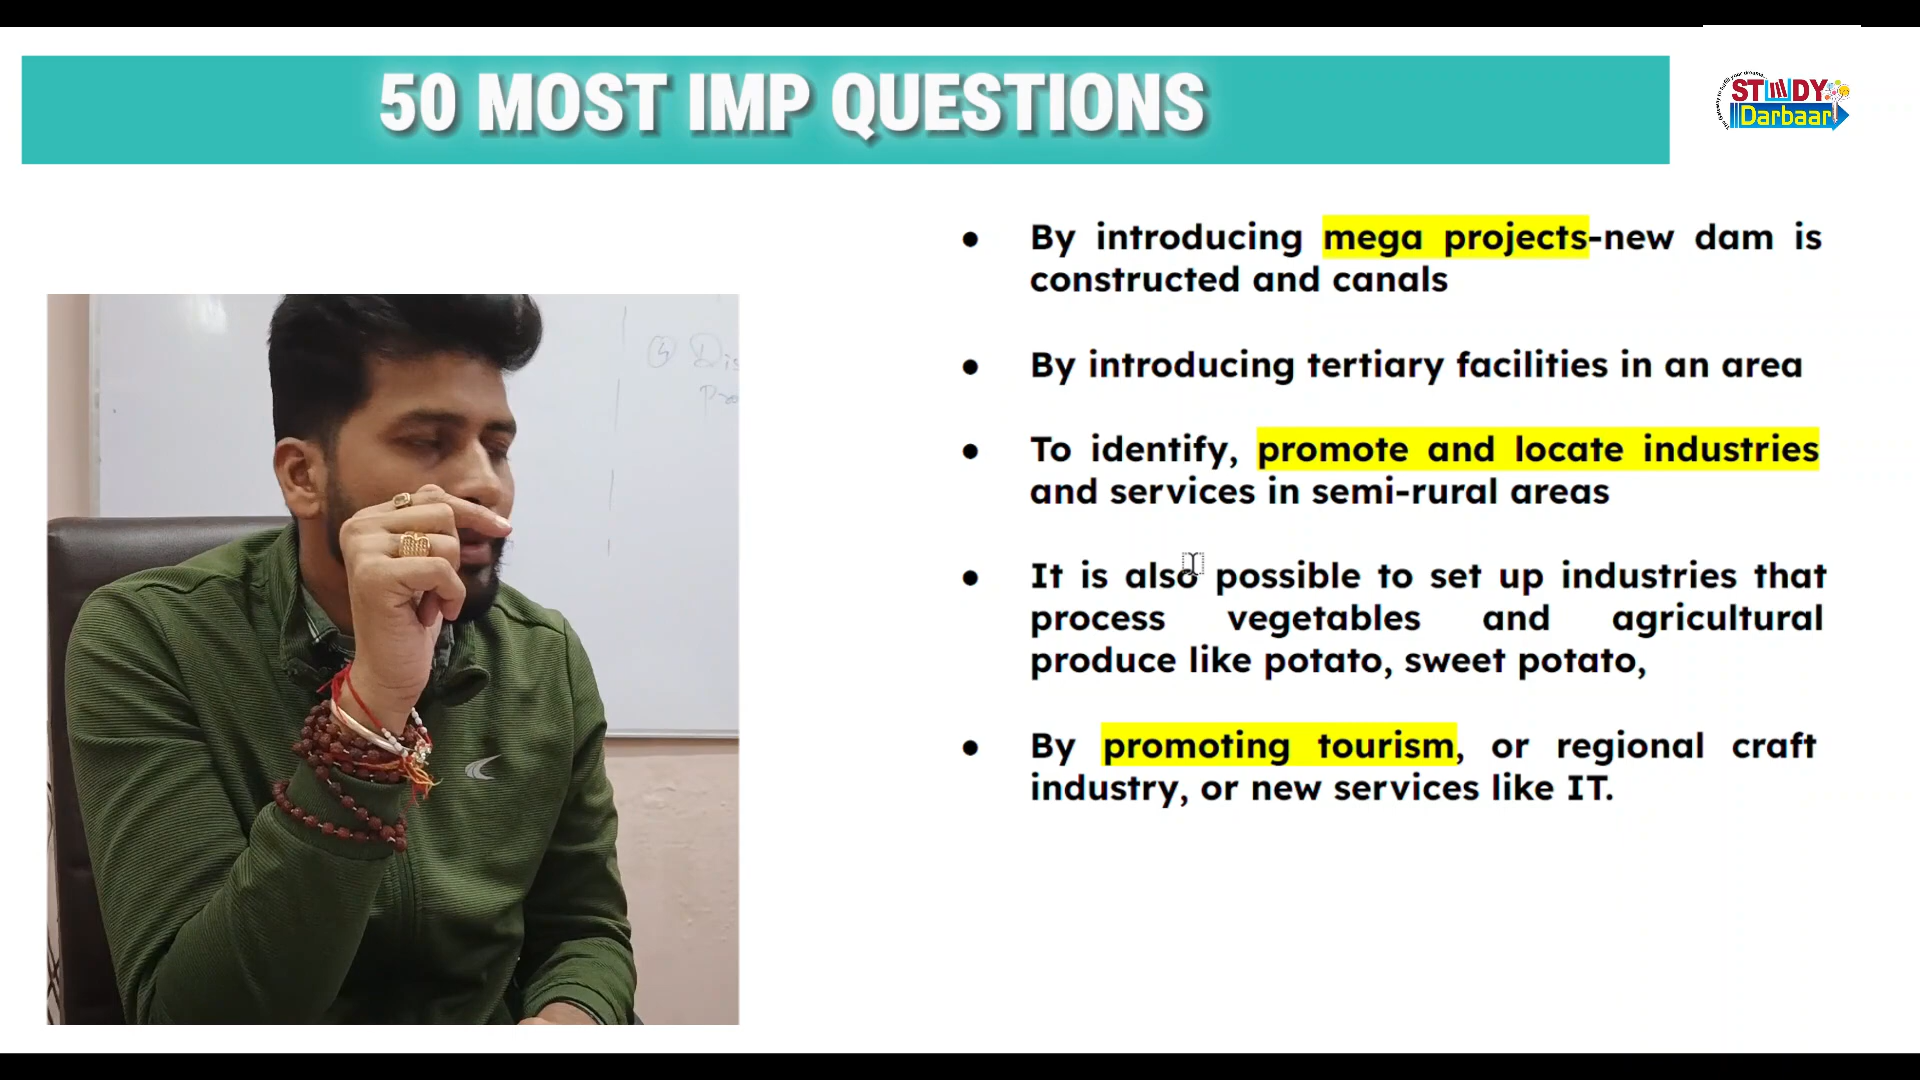 50 MOST IMP QUESTIONS
STUDY
Darbaar
● By introducing mega projects-new dam is
constructed and canals
● By introducing tertiary facilities in an area
● To identify, promote and locate industries
and services in semi-rural areas
● It is also possible to set up industries that
process vegetables and agricultural
produce like potato, sweet potato,
● By promoting tourism, or regional craft
industry, or new services like IT.